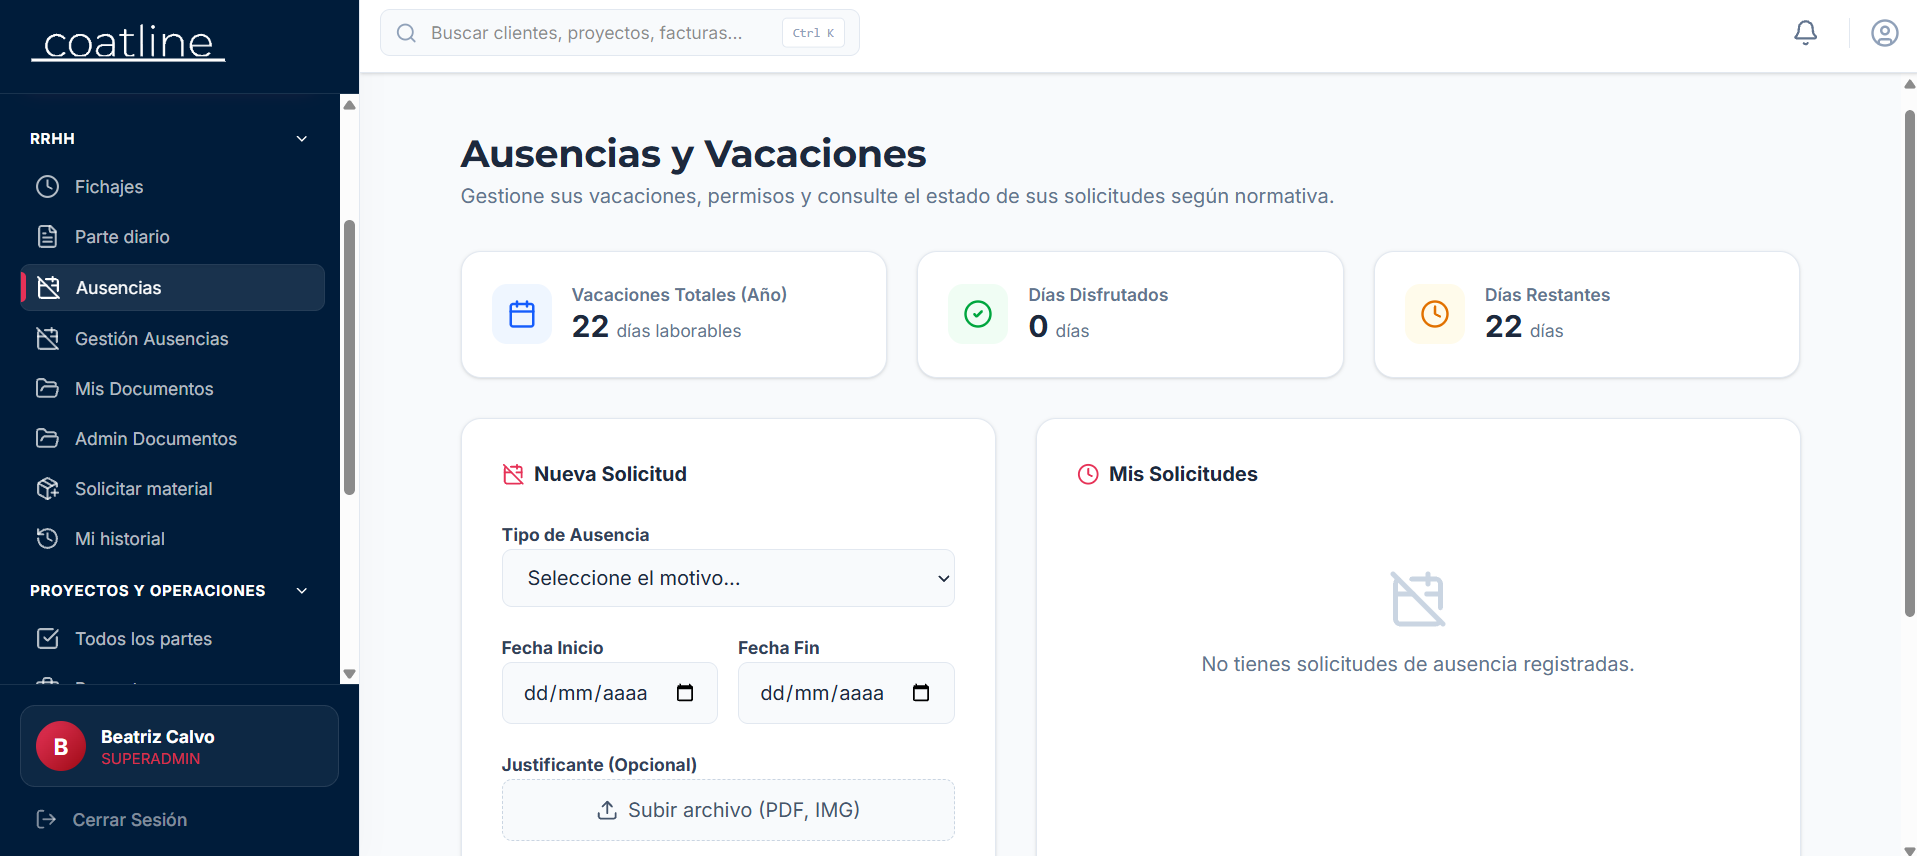 coatline
Buscar clientes, proyectos, facturas...
Ctrl K
RRHH
Fichajes
Parte diario
Ausencias
Gestión Ausencias
Mis Documentos
Admin Documentos
Solicitar material
Mi historial
PROYECTOS Y OPERACIONES
Todos los partes
B
Beatriz Calvo
SUPERADMIN
Cerrar Sesión
Ausencias y Vacaciones
Gestione sus vacaciones, permisos y consulte el estado de sus solicitudes según normativa.
Vacaciones Totales (Año)
22 días laborables
Días Disfrutados
0 días
Días Restantes
22 días
Nueva Solicitud
Tipo de Ausencia
Seleccione el motivo...
Fecha Inicio
Fecha Fin
dd/mm/aaaa
dd/mm/aaaa
Justificante (Opcional)
Subir archivo (PDF, IMG)
Mis Solicitudes
No tienes solicitudes de ausencia registradas.